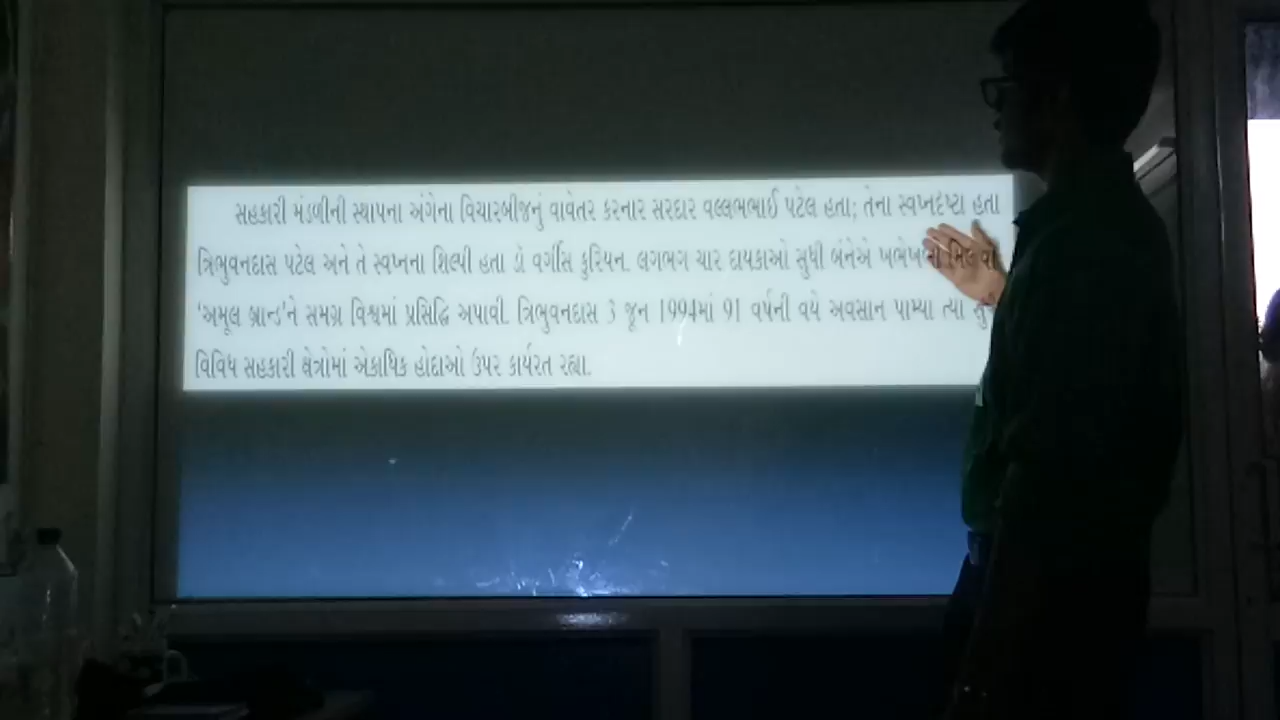 સહકારી મંડળીની સ્થાપના અંગેના વિચારબીજનું વાવેતર કરનાર સરદાર વલ્લભભાઈ પટેલ હતા; તેના સ્વપ્નદૃષ્ટા હતા
ત્રિભુવનદાસ પટેલ અને તે સ્વપ્નના શિલ્પી હતા ડૉ વર્ગીસ કુરિયન. લગભગ ચાર દાયકાઓ સુધી બંનેએ ખભેખભા મિલાવી
‘અમૂલ બ્રાન્ડ’ને સમગ્ર વિશ્વમાં પ્રસિદ્ધિ અપાવી. ત્રિભુવનદાસ 3 જૂન 1994માં 91 વર્ષની વયે અવસાન પામ્યા ત્યા
વિવિધ સહકારી ક્ષેત્રોમાં એકાધિક હોદ્દાઓ ઉપર કાર્યરત રહ્યા.